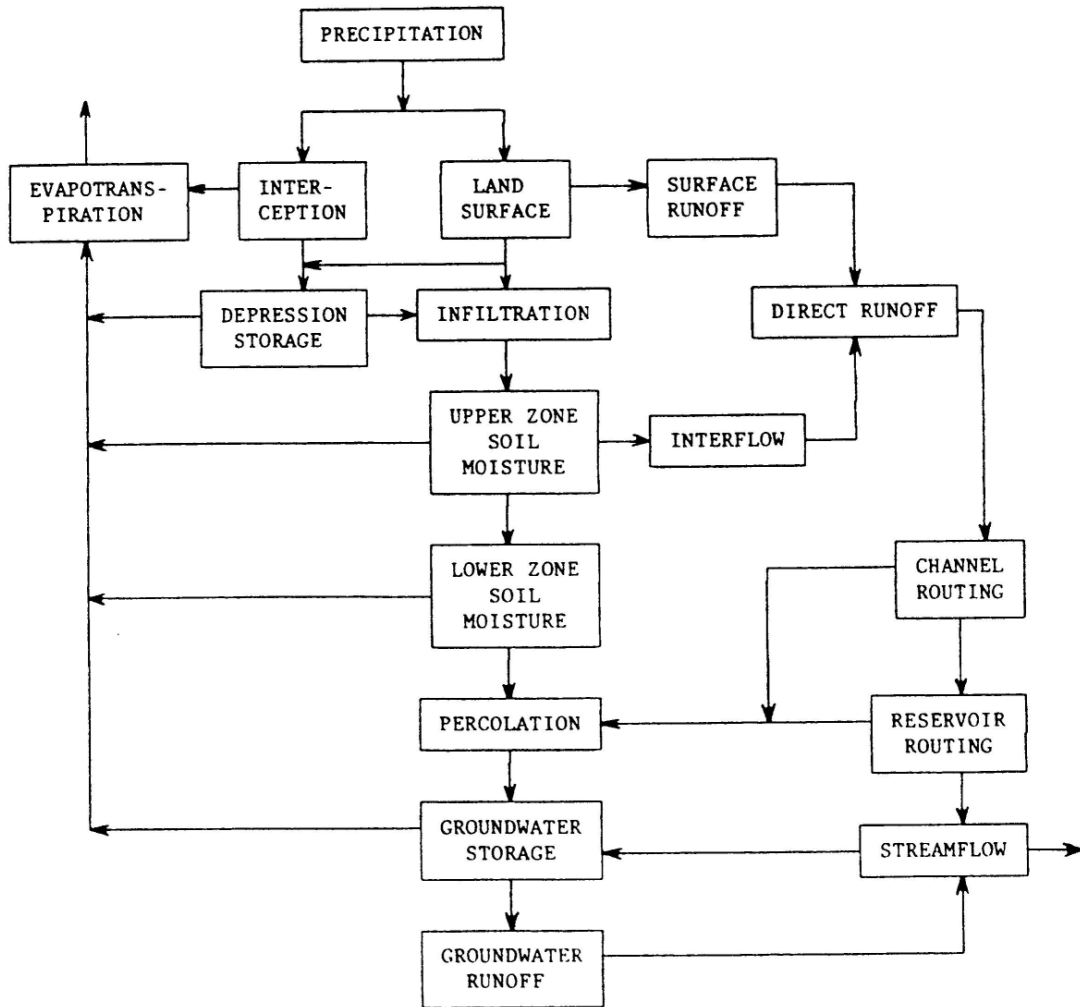 PRECIPITATION
EVAPOTRANS-
PIRATION
INTER-
CEPTION
LAND
SURFACE
SURFACE
RUNOFF
DEPRESSION
STORAGE
INFILTRATION
DIRECT RUNOFF
UPPER ZONE
SOIL
MOISTURE
INTERFLOW
LOWER ZONE
SOIL
MOISTURE
CHANNEL
ROUTING
PERCOLATION
RESERVOIR
ROUTING
GROUNDWATER
STORAGE
STREAMFLOW
GROUNDWATER
RUNOFF